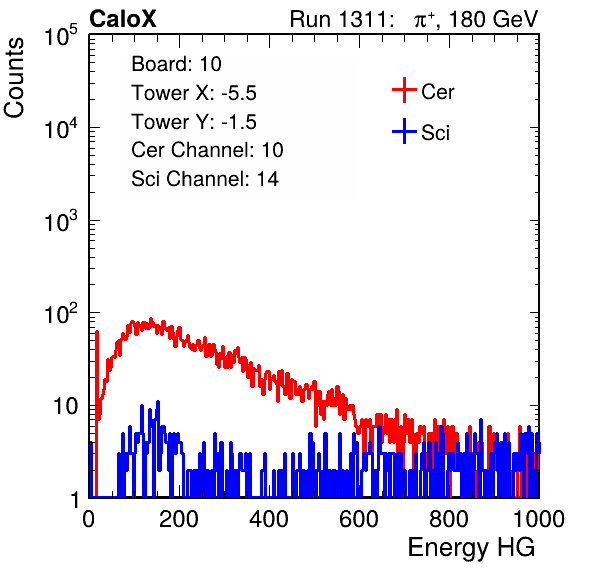 CaloX Run 1311: π⁺, 180 GeV
Counts
10⁵
10⁴
10³
10²
10
1
Board: 10
Tower X: -5.5
Tower Y: -1.5
Cer Channel: 10
Sci Channel: 14
Cer
Sci
0 200 400 600 800 1000
Energy HG